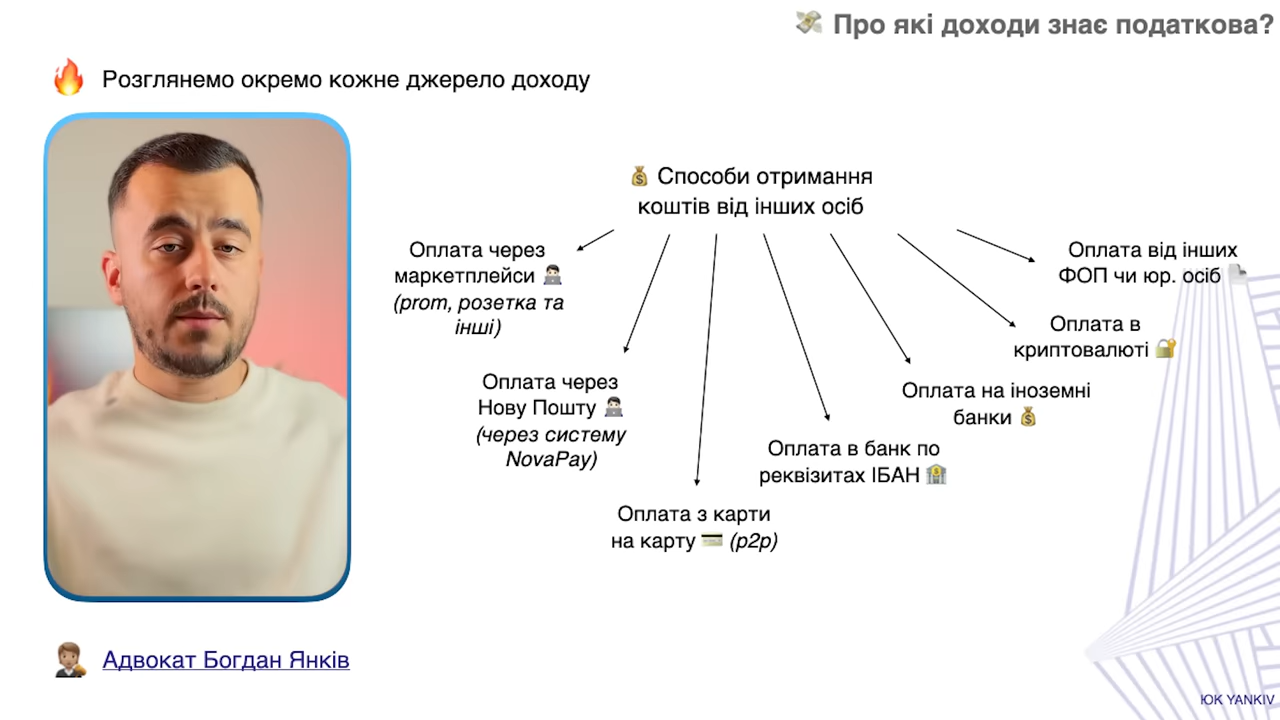 💸 Про які доходи знає податкова?
🔥 Розглянемо окремо кожне джерело доходу
💰 Способи отримання
коштів від інших осіб
Оплата через
маркетплейси 🧑🏻‍💻
(prom, розетка та
інші)
Оплата через
Нову Пошту 🧑🏻‍💻
(через систему
NovaPay)
Оплата з карти
на карту 💳 (p2p)
Оплата в банк по
реквізитах ІБАН 🏦
Оплата на іноземні
банки 💰
Оплата в
криптовалюті 🔐
Оплата від інших
ФОП чи юр. осіб
Адвокат Богдан Янків
ЮК YANKIV